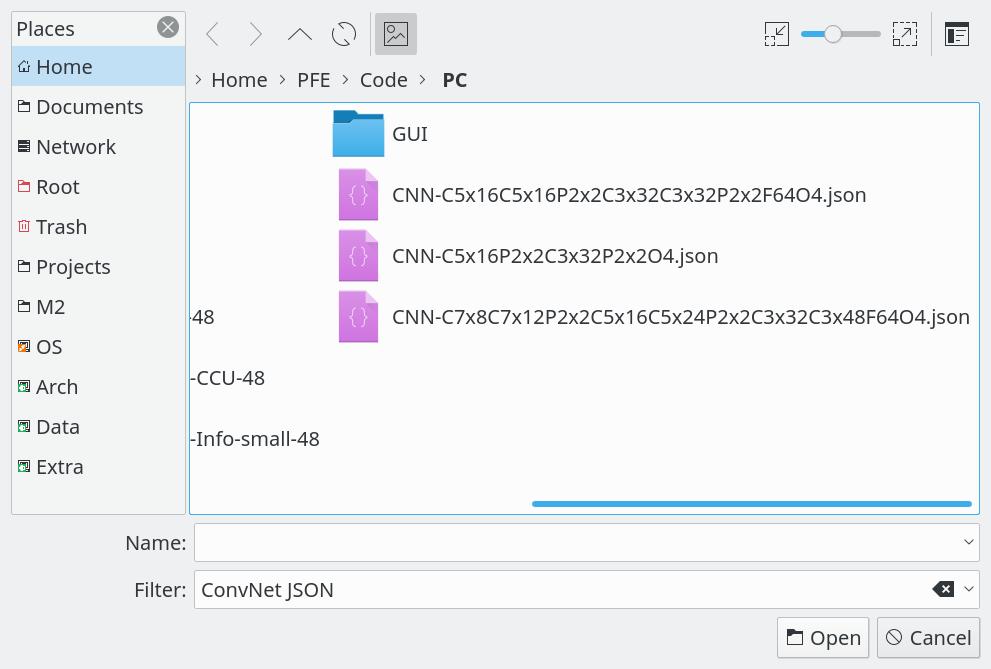 Places
Home
Documents
Network
Root
Trash
Projects
M2
OS
Arch
Data
Extra
› Home › PFE › Code › PC
-48
-CCU-48
-Info-small-48
GUI
CNN-C5x16C5x16P2x2C3x32C3x32P2x2F64O4.json
CNN-C5x16P2x2C3x32P2x2O4.json
CNN-C7x8C7x12P2x2C5x16C5x24P2x2C3x32C3x48F64O4.json
Name:
Filter: ConvNet JSON
Open Cancel